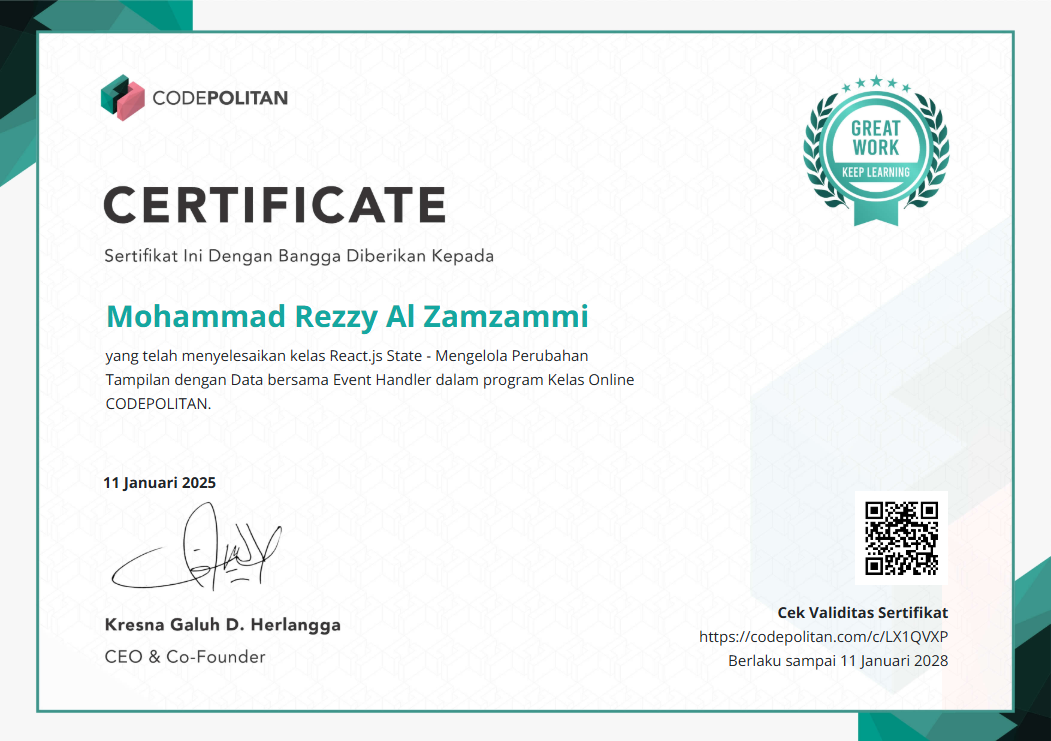 CODEPOLITAN
GREAT
WORK
KEEP LEARNING
CERTIFICATE
Sertifikat Ini Dengan Bangga Diberikan Kepada
Mohammad Rezzy Al Zamzammi
yang telah menyelesaikan kelas React.js State - Mengelola Perubahan
Tampilan dengan Data bersama Event Handler dalam program Kelas Online
CODEPOLITAN.
11 Januari 2025
Kresna Galuh D. Herlangga
CEO & Co-Founder
Cek Validitas Sertifikat
https://codepolitan.com/c/LX1QVXP
Berlaku sampai 11 Januari 2028